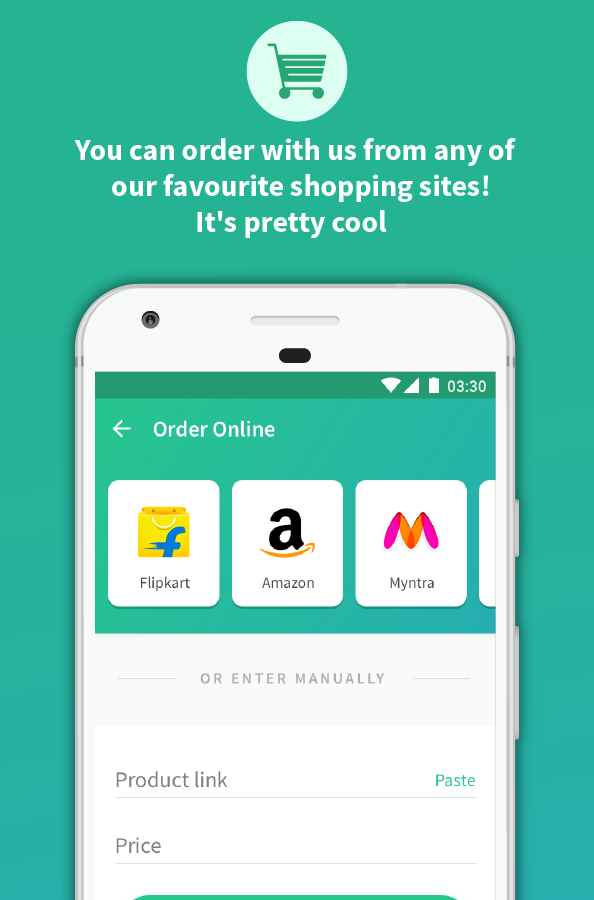 You can order with us from any of
our favourite shopping sites!
It's pretty cool
03:30
Order Online
Flipkart
Amazon
Myntra
OR ENTER MANUALLY
Product link
Paste
Price